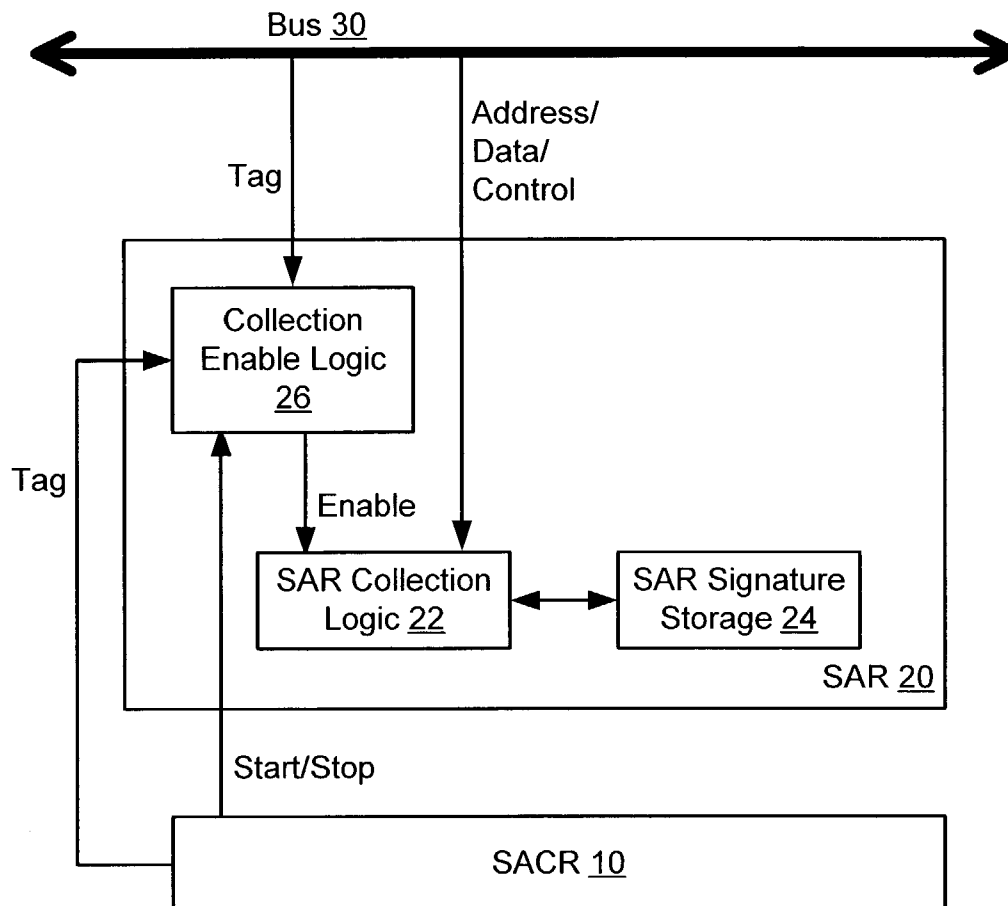 Bus 30
Address/
Data/
Control
Tag
Collection
Enable Logic
26
Tag
Enable
SAR Collection
Logic 22
SAR Signature
Storage 24
SAR 20
Start/Stop
SACR 10